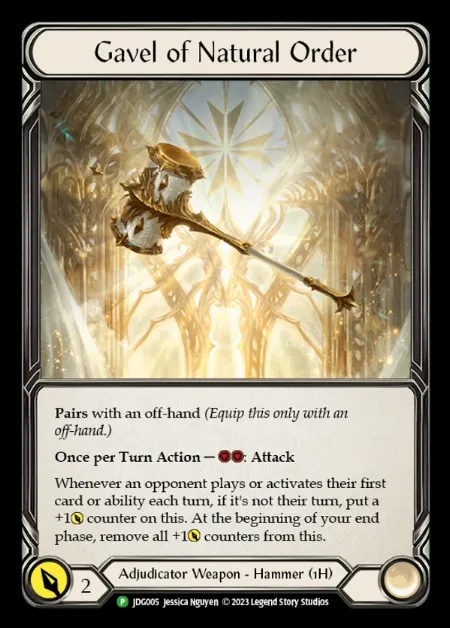 Gavel of Natural Order
Pairs with an off-hand (Equip this only with an
off-hand.)
Once per Turn Action — : Attack
Whenever an opponent plays or activates their first
card or ability each turn, if it's not their turn, put a
+1 counter on this. At the beginning of your end
phase, remove all +1 counters from this.
2
Adjudicator Weapon - Hammer (1H)
P JDG005 Jessica Nguyen © 2023 Legend Story Studios